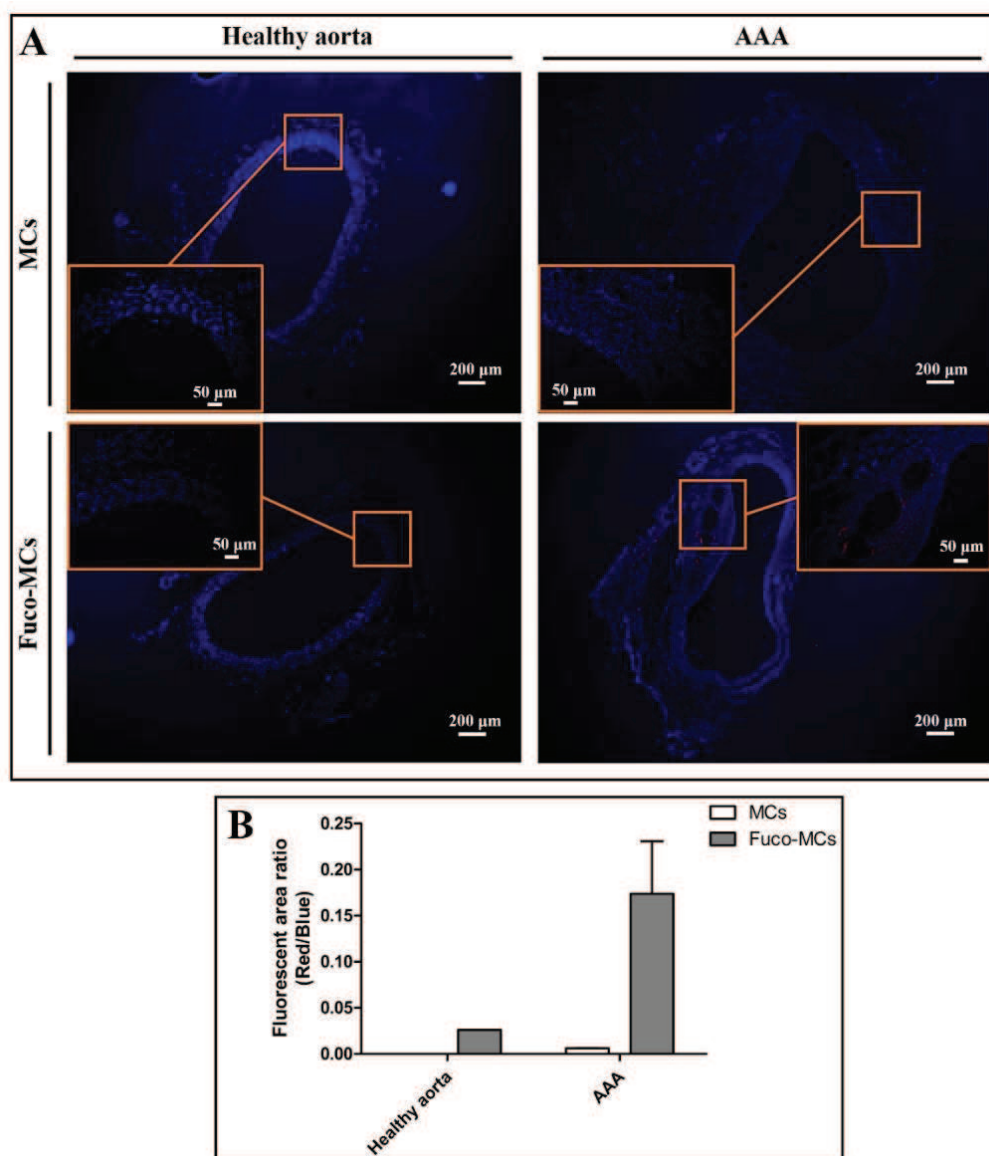 A
Healthy aorta
AAA
MCs
50 µm
200 µm
50 µm
200 µm
Fuco-MCs
50 µm
200 µm
50 µm
200 µm
B
MCs
Fuco-MCs
Fluorescent area ratio
(Red/Blue)
0.25
0.20
0.15
0.10
0.05
0.00
Healthy aorta
AAA